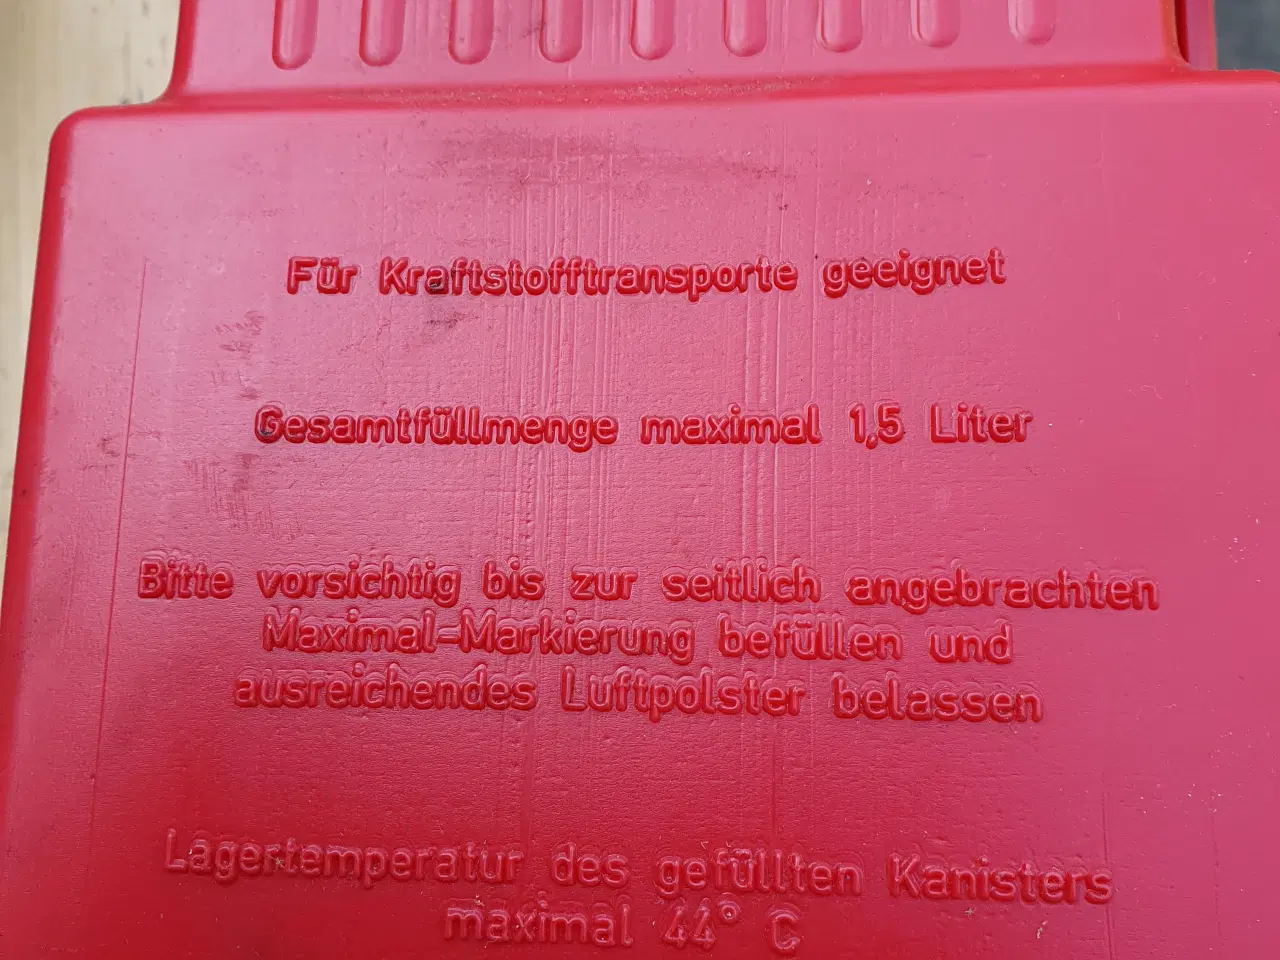 Für Kraftstofftransporte geeignet
Gesamtfüllmenge maximal 1,5 Liter
Bitte vorsichtig bis zur seitlich angebrachten
Maximal-Markierung befüllen und
ausreichendes Luftpolster belassen
Lagertemperatur des gefüllten Kanisters
maximal 44° C